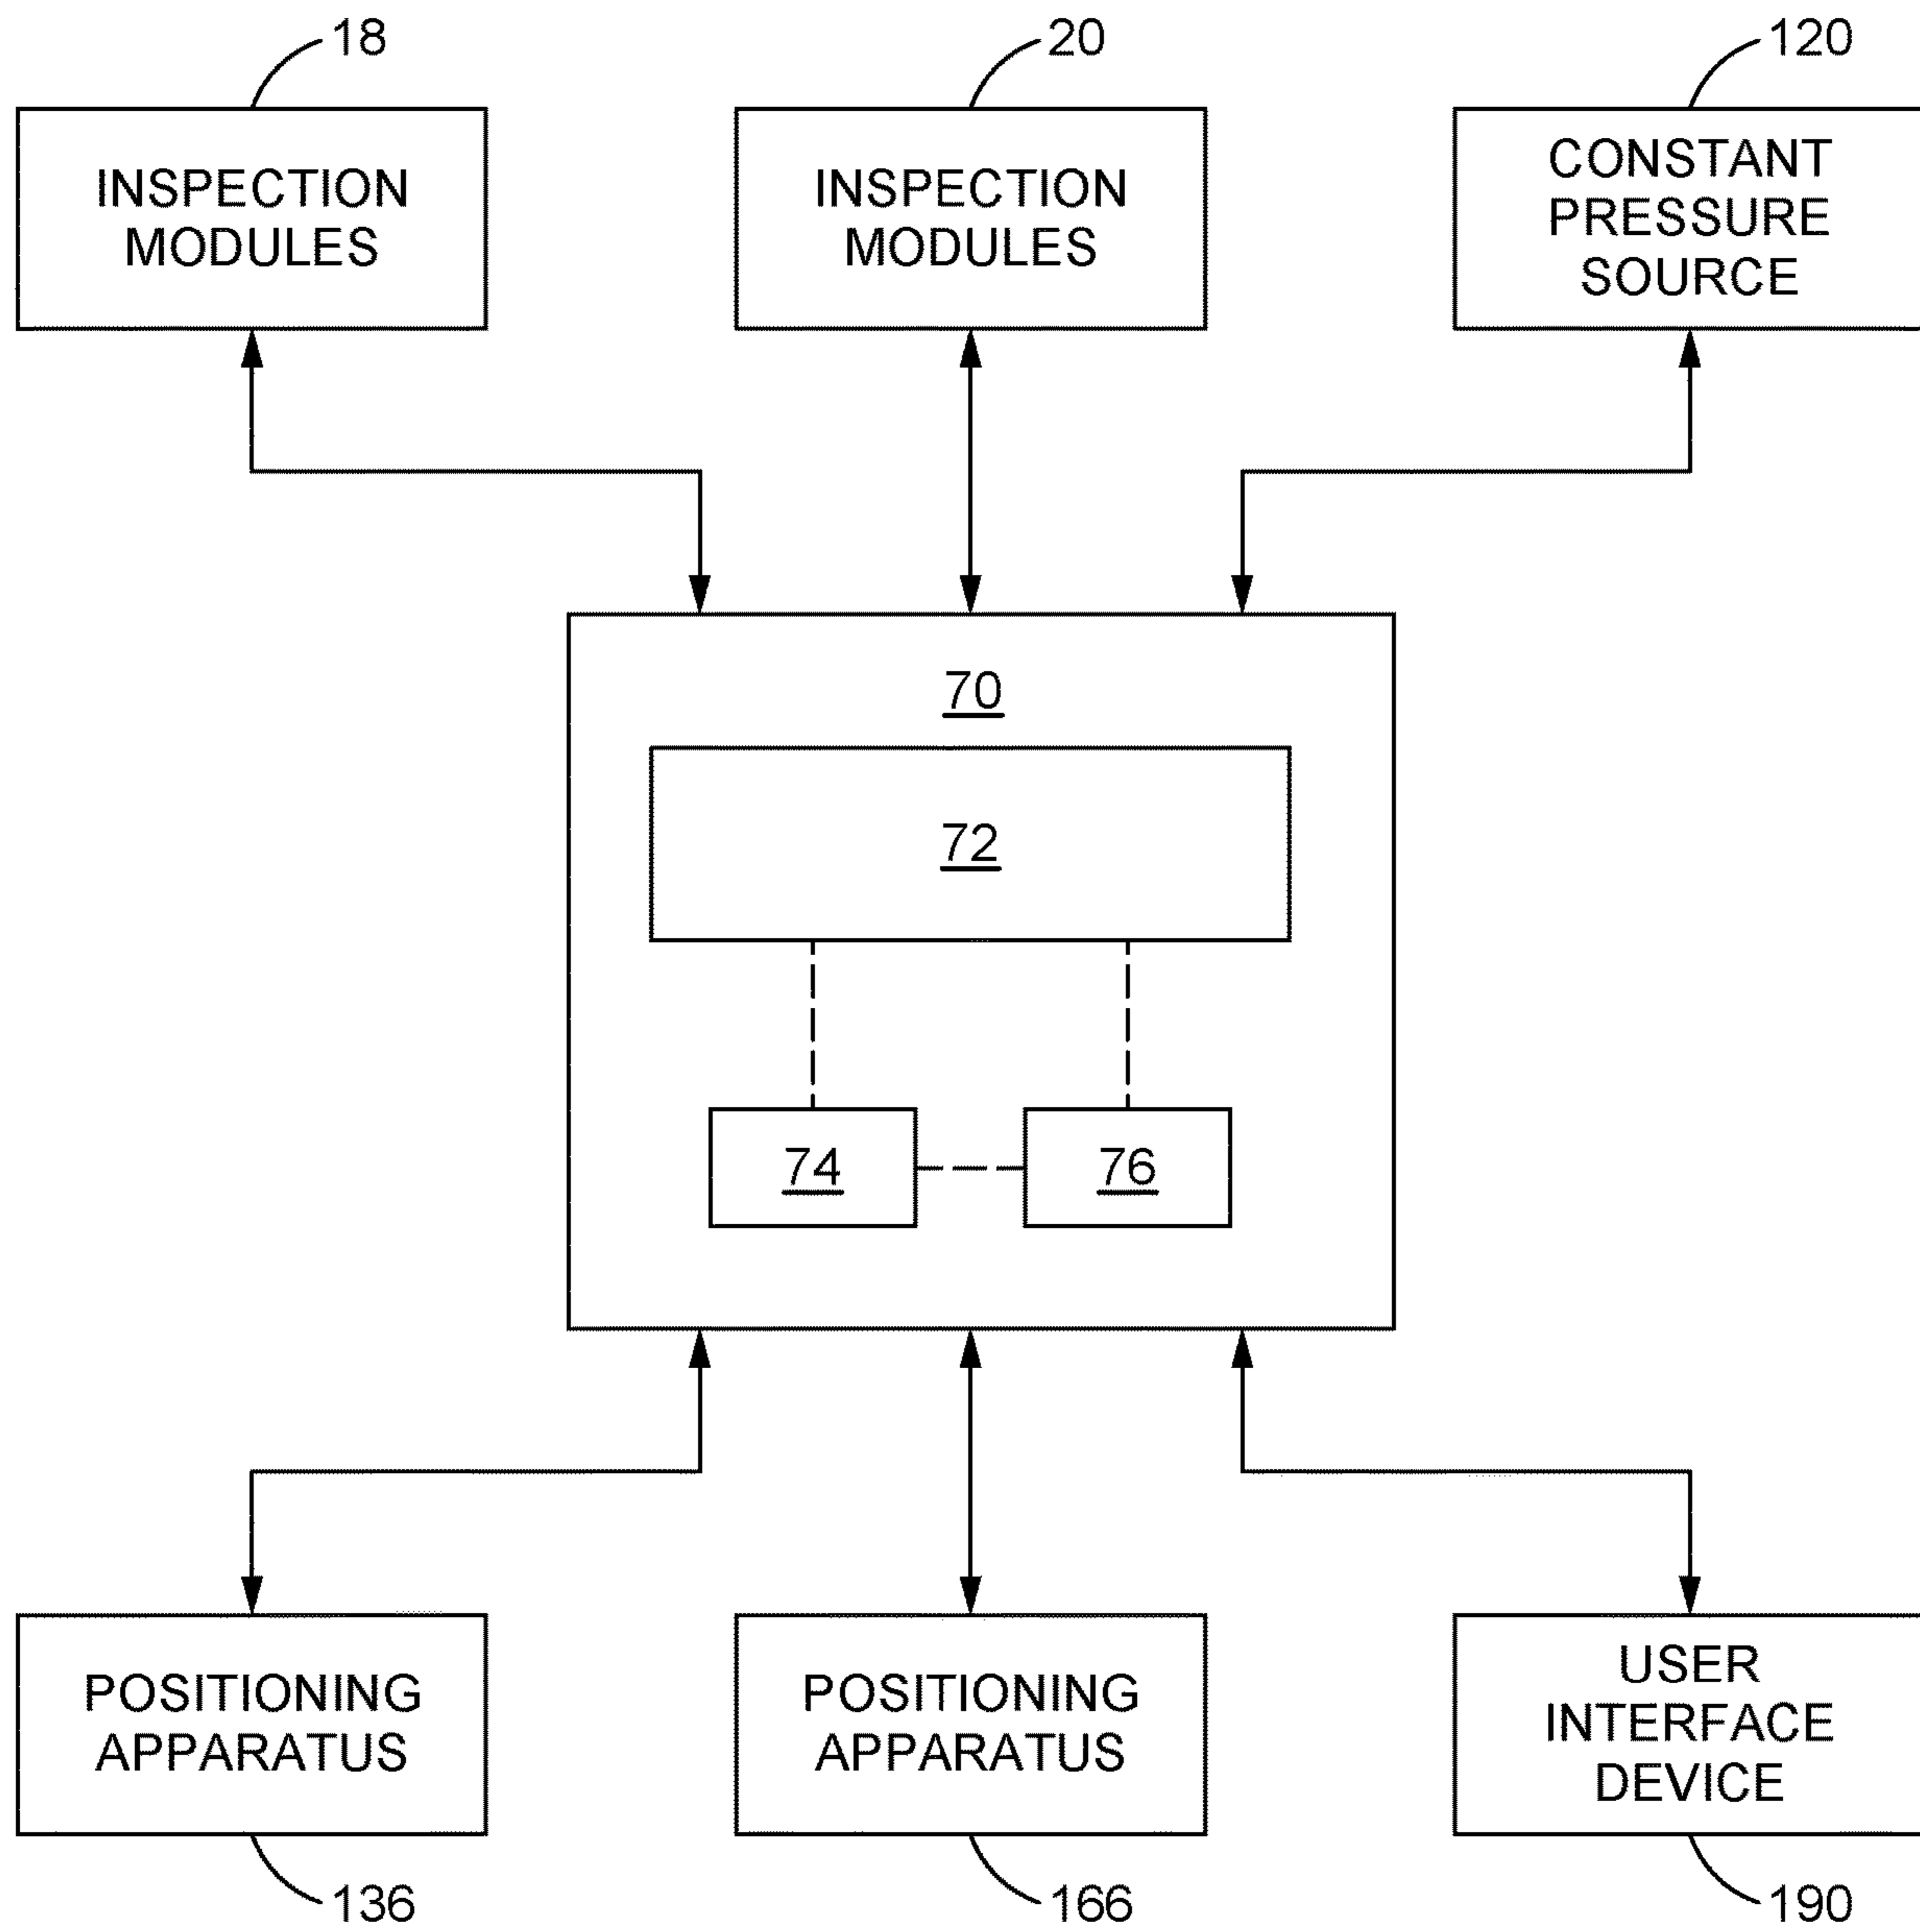 18
20
120
INSPECTION
MODULES
INSPECTION
MODULES
CONSTANT
PRESSURE
SOURCE
70
72
74
76
POSITIONING
APPARATUS
POSITIONING
APPARATUS
USER
INTERFACE
DEVICE
136
166
190